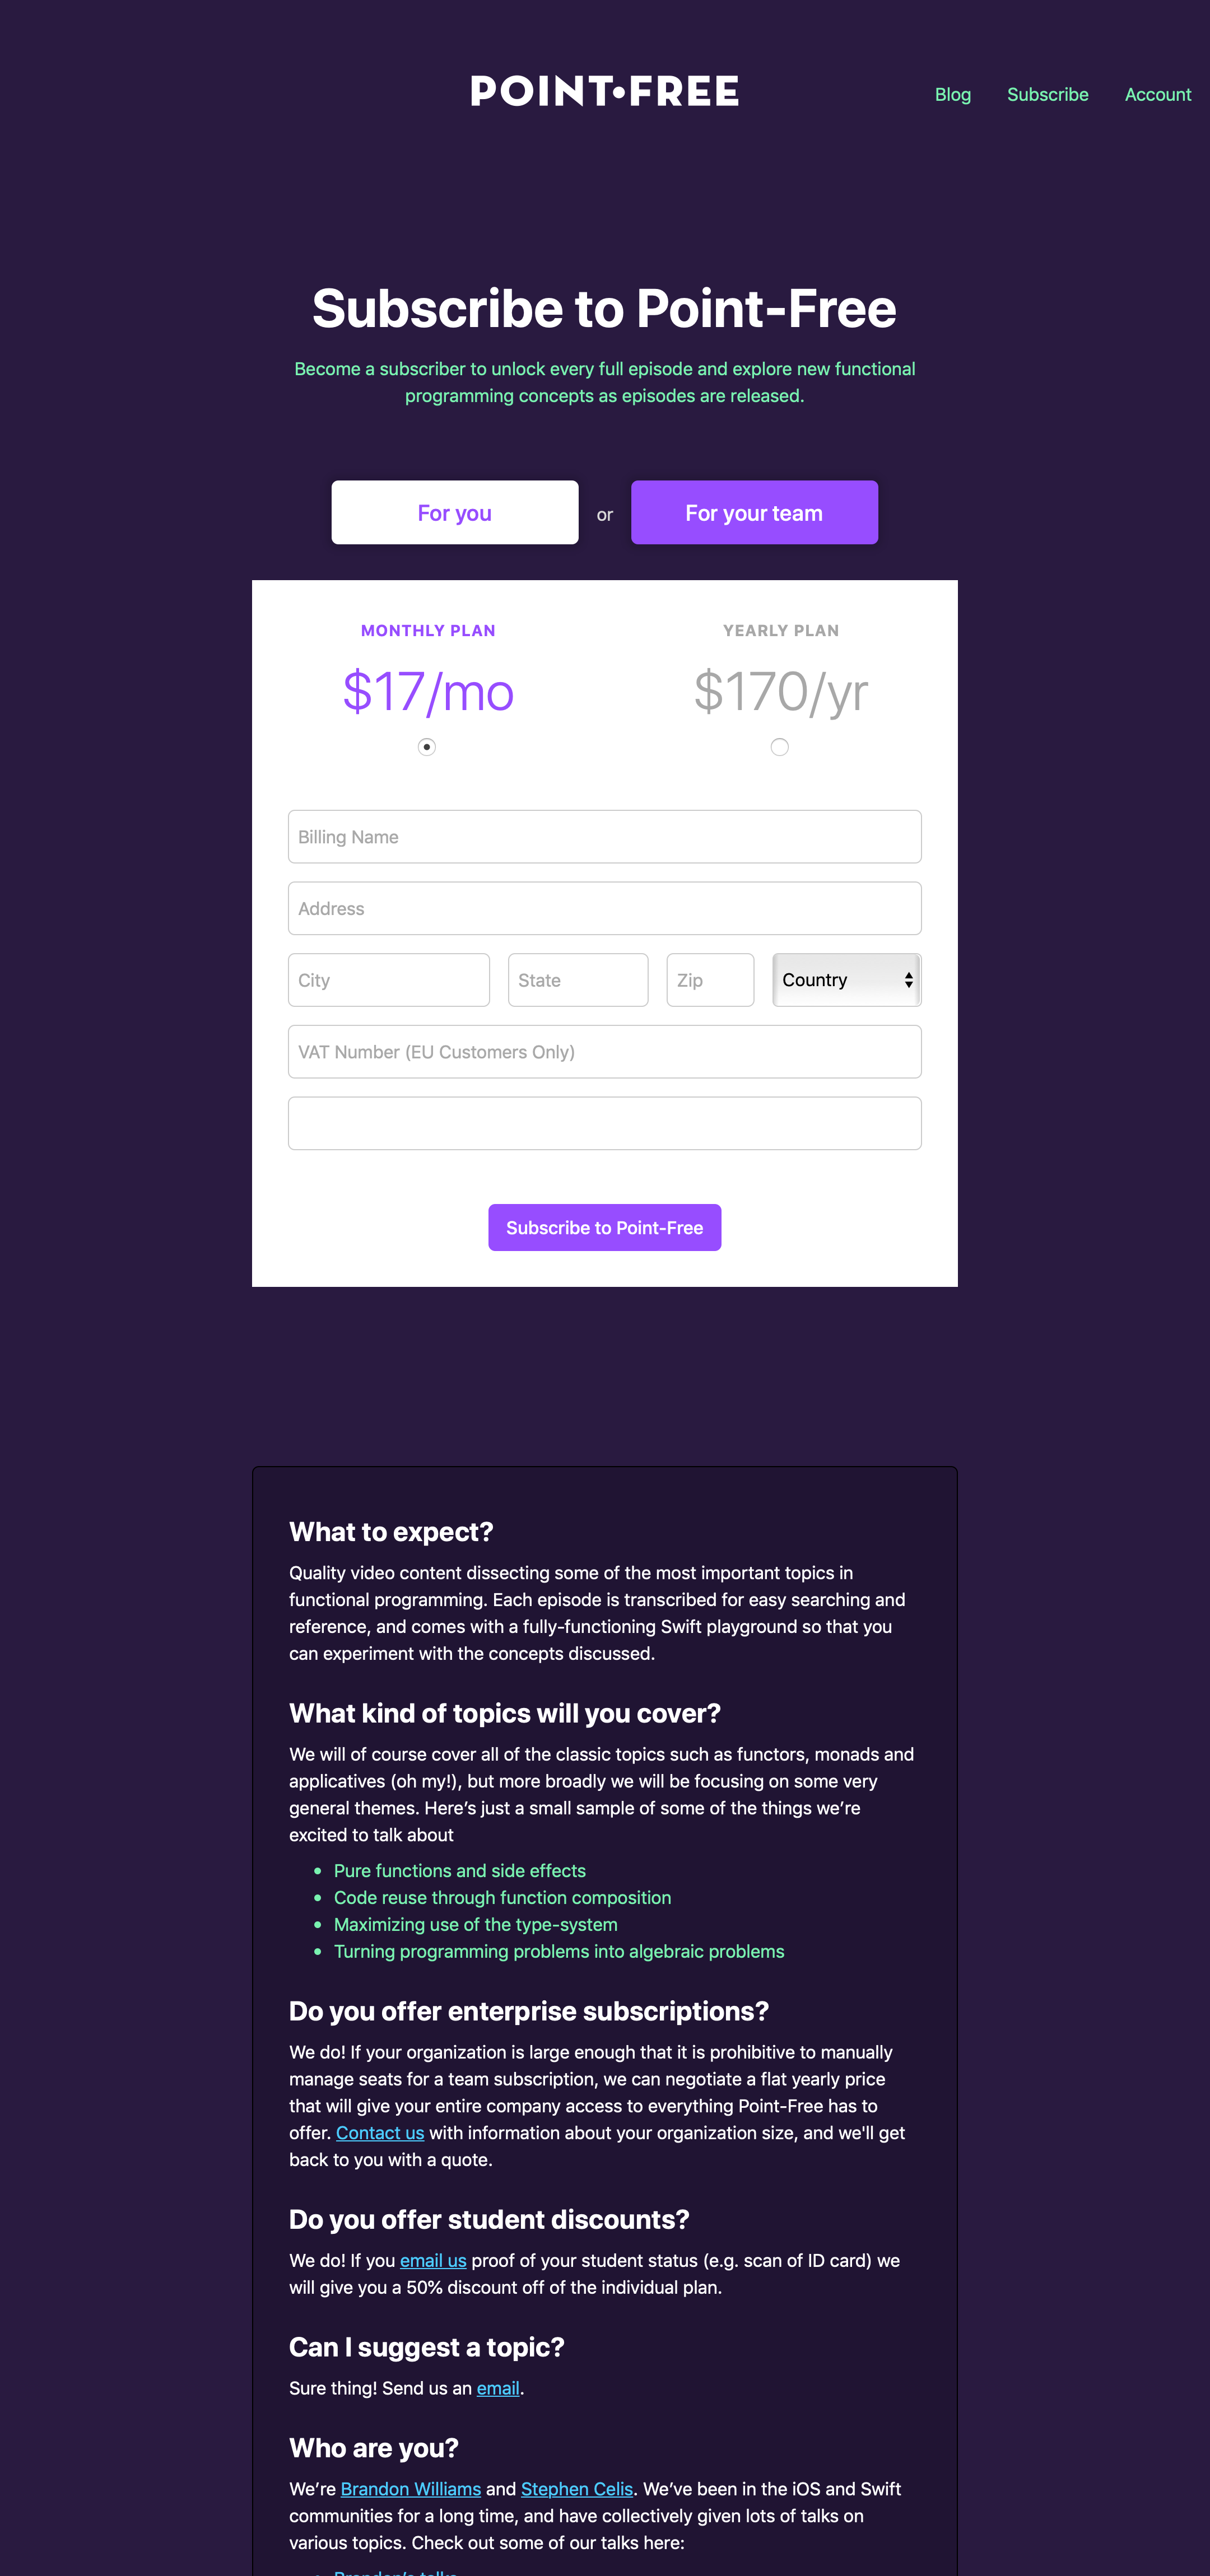 POINT•FREE
Blog Subscribe Account
Subscribe to Point-Free
Become a subscriber to unlock every full episode and explore new functional
programming concepts as episodes are released.
For you or For your team
MONTHLY PLAN YEARLY PLAN
$17/mo $170/yr
Billing Name
Address
City State Zip Country
VAT Number (EU Customers Only)
Subscribe to Point-Free
What to expect?
Quality video content dissecting some of the most important topics in
functional programming. Each episode is transcribed for easy searching and
reference, and comes with a fully-functioning Swift playground so that you
can experiment with the concepts discussed.
What kind of topics will you cover?
We will of course cover all of the classic topics such as functors, monads and
applicatives (oh my!), but more broadly we will be focusing on some very
general themes. Here’s just a small sample of some of the things we’re
excited to talk about
• Pure functions and side effects
• Code reuse through function composition
• Maximizing use of the type-system
• Turning programming problems into algebraic problems
Do you offer enterprise subscriptions?
We do! If your organization is large enough that it is prohibitive to manually
manage seats for a team subscription, we can negotiate a flat yearly price
that will give your entire company access to everything Point-Free has to
offer. Contact us with information about your organization size, and we'll get
back to you with a quote.
Do you offer student discounts?
We do! If you email us proof of your student status (e.g. scan of ID card) we
will give you a 50% discount off of the individual plan.
Can I suggest a topic?
Sure thing! Send us an email.
Who are you?
We’re Brandon Williams and Stephen Celis. We’ve been in the iOS and Swift
communities for a long time, and have collectively given lots of talks on
various topics. Check out some of our talks here: